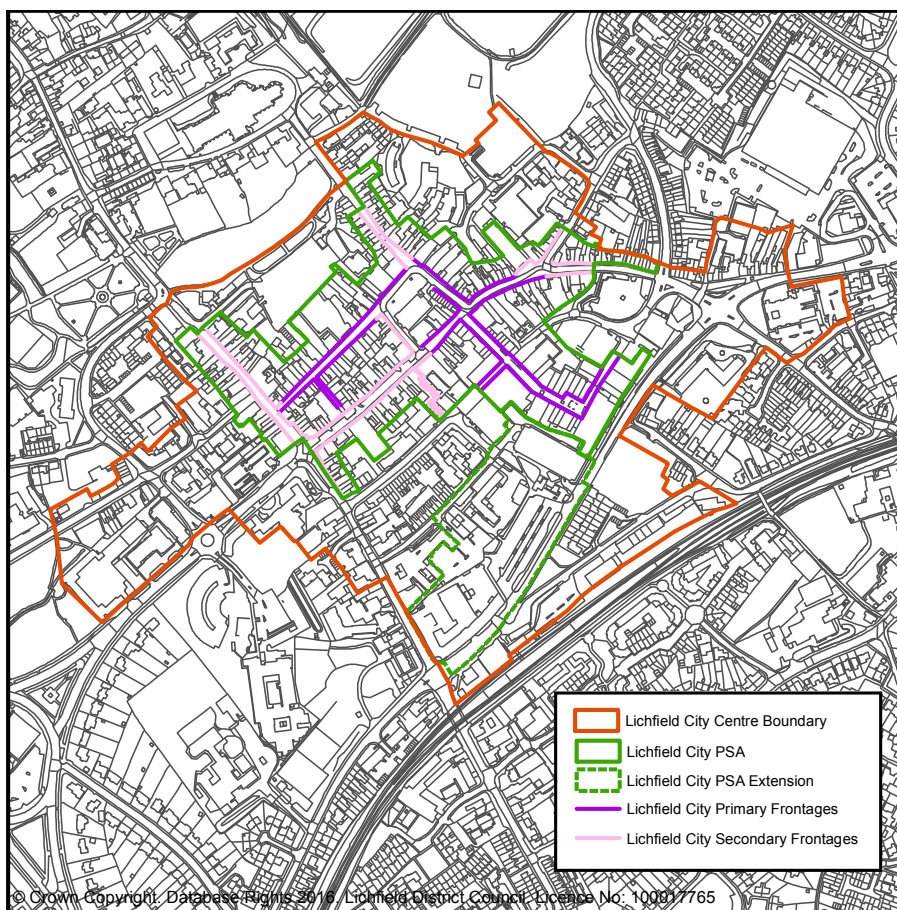 Lichfield City Centre Boundary
Lichfield City PSA
Lichfield City PSA Extension
Lichfield City Primary Frontages
Lichfield City Secondary Frontages
© Crown Copyright. Database Rights 2016. Lichfield District Council. Licence No: 100017765